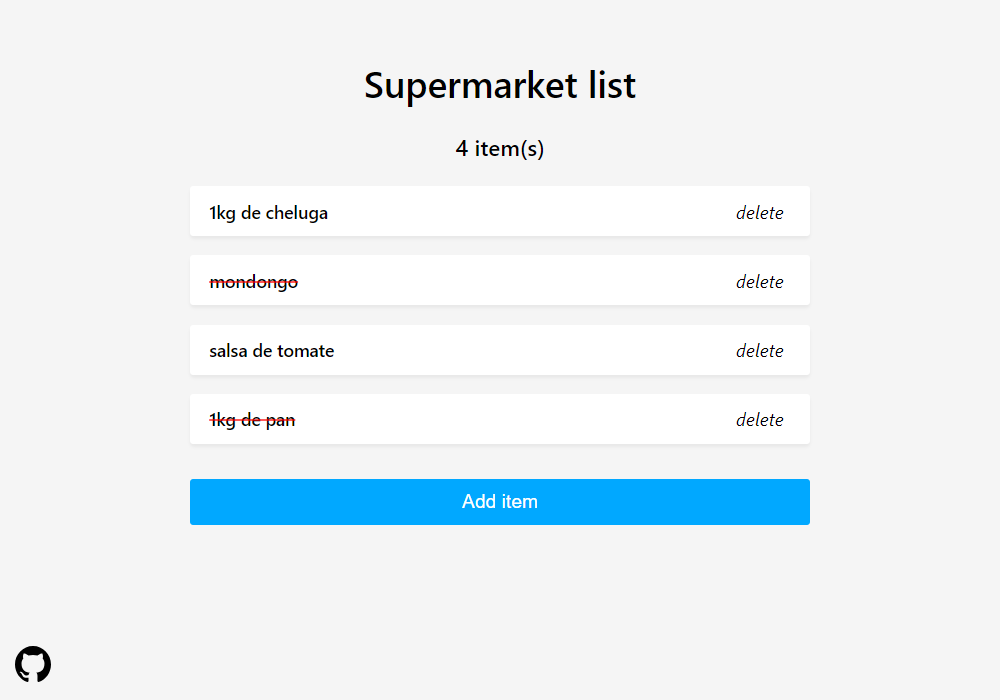 Supermarket list
4 item(s)
1kg de cheluga delete
mondongo delete
salsa de tomate delete
1kg de pan delete
Add item